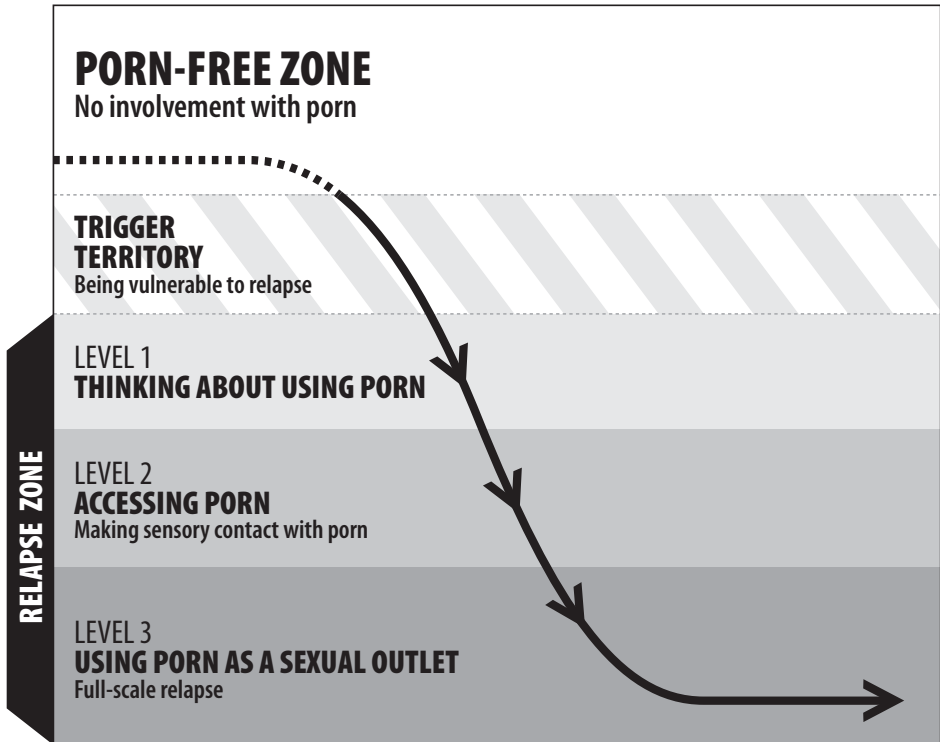 PORN-FREE ZONE
No involvement with porn
TRIGGER
TERRITORY
Being vulnerable to relapse
LEVEL 1
THINKING ABOUT USING PORN
LEVEL 2
ACCESSING PORN
Making sensory contact with porn
LEVEL 3
USING PORN AS A SEXUAL OUTLET
Full-scale relapse
RELAPSE ZONE